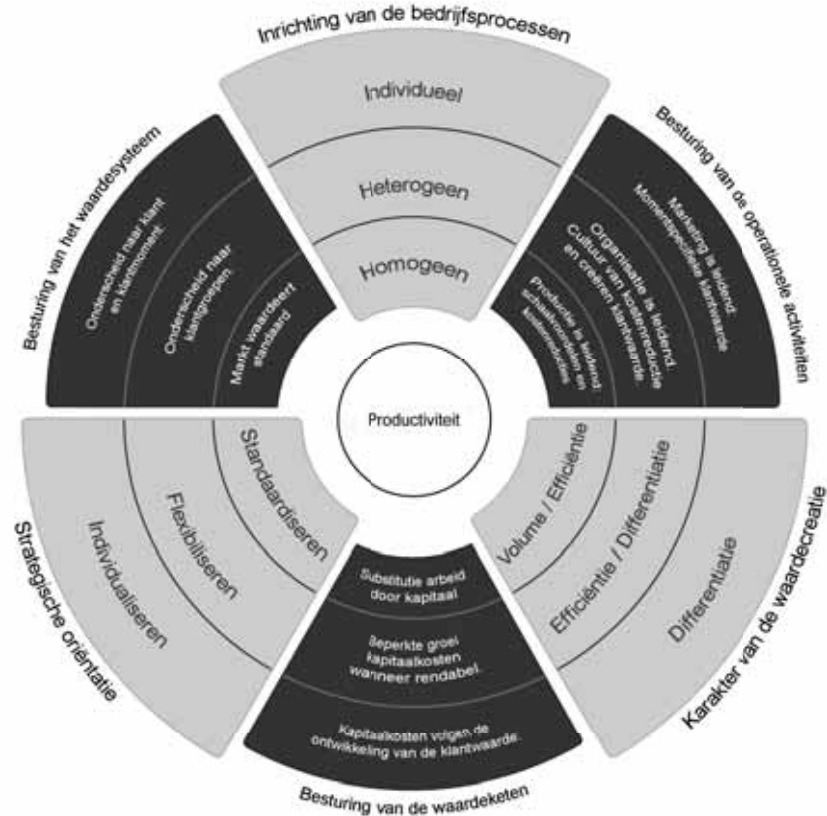 Inrichting van de bedrijfsprocessen
Individueel
Heterogeen
Homogeen
Besturing van de operationele activiteiten
Marketing is leidend.
Momentspecifieke klantwaarde
Organisatie is leidend.
Cultuur van kostenreductie
en creëren klantwaarde.
Productie is leidend:
schaalvoordelen en
kostenreducties
Karakter van de waardecreatie
Volume / Efficiëntie
Efficiëntie / Differentiatie
Differentiatie
Besturing van de waardeketen
Substitutie arbeid
door kapitaal
Beperkte groei
kapitaalkosten
wanneer rendabel.
Kapitaalkosten volgen de
ontwikkeling van de klantwaarde.
Strategische oriëntatie
Standaardiseren
Flexibiliseren
Individualiseren
Besturing van het waardesysteem
Onderscheid naar klant
en klantmoment.
Onderscheid naar
klantgroepen.
Markt waardeert
standaard
Productiviteit